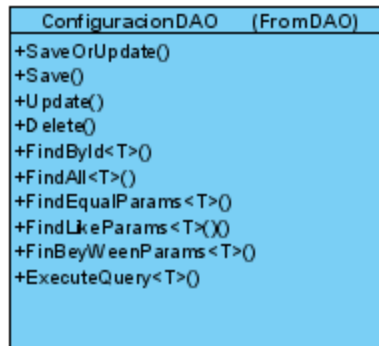 ConfiguracionDAO (FromDAO)
+SaveOrUpdate()
+Save()
+Update()
+Delete()
+FindById<T>()
+FindAll<T>()
+FindEqualParams<T>()
+FindLikeParams<T>()()
+FinBeyWeenParams<T>()
+ExecuteQuery<T>()